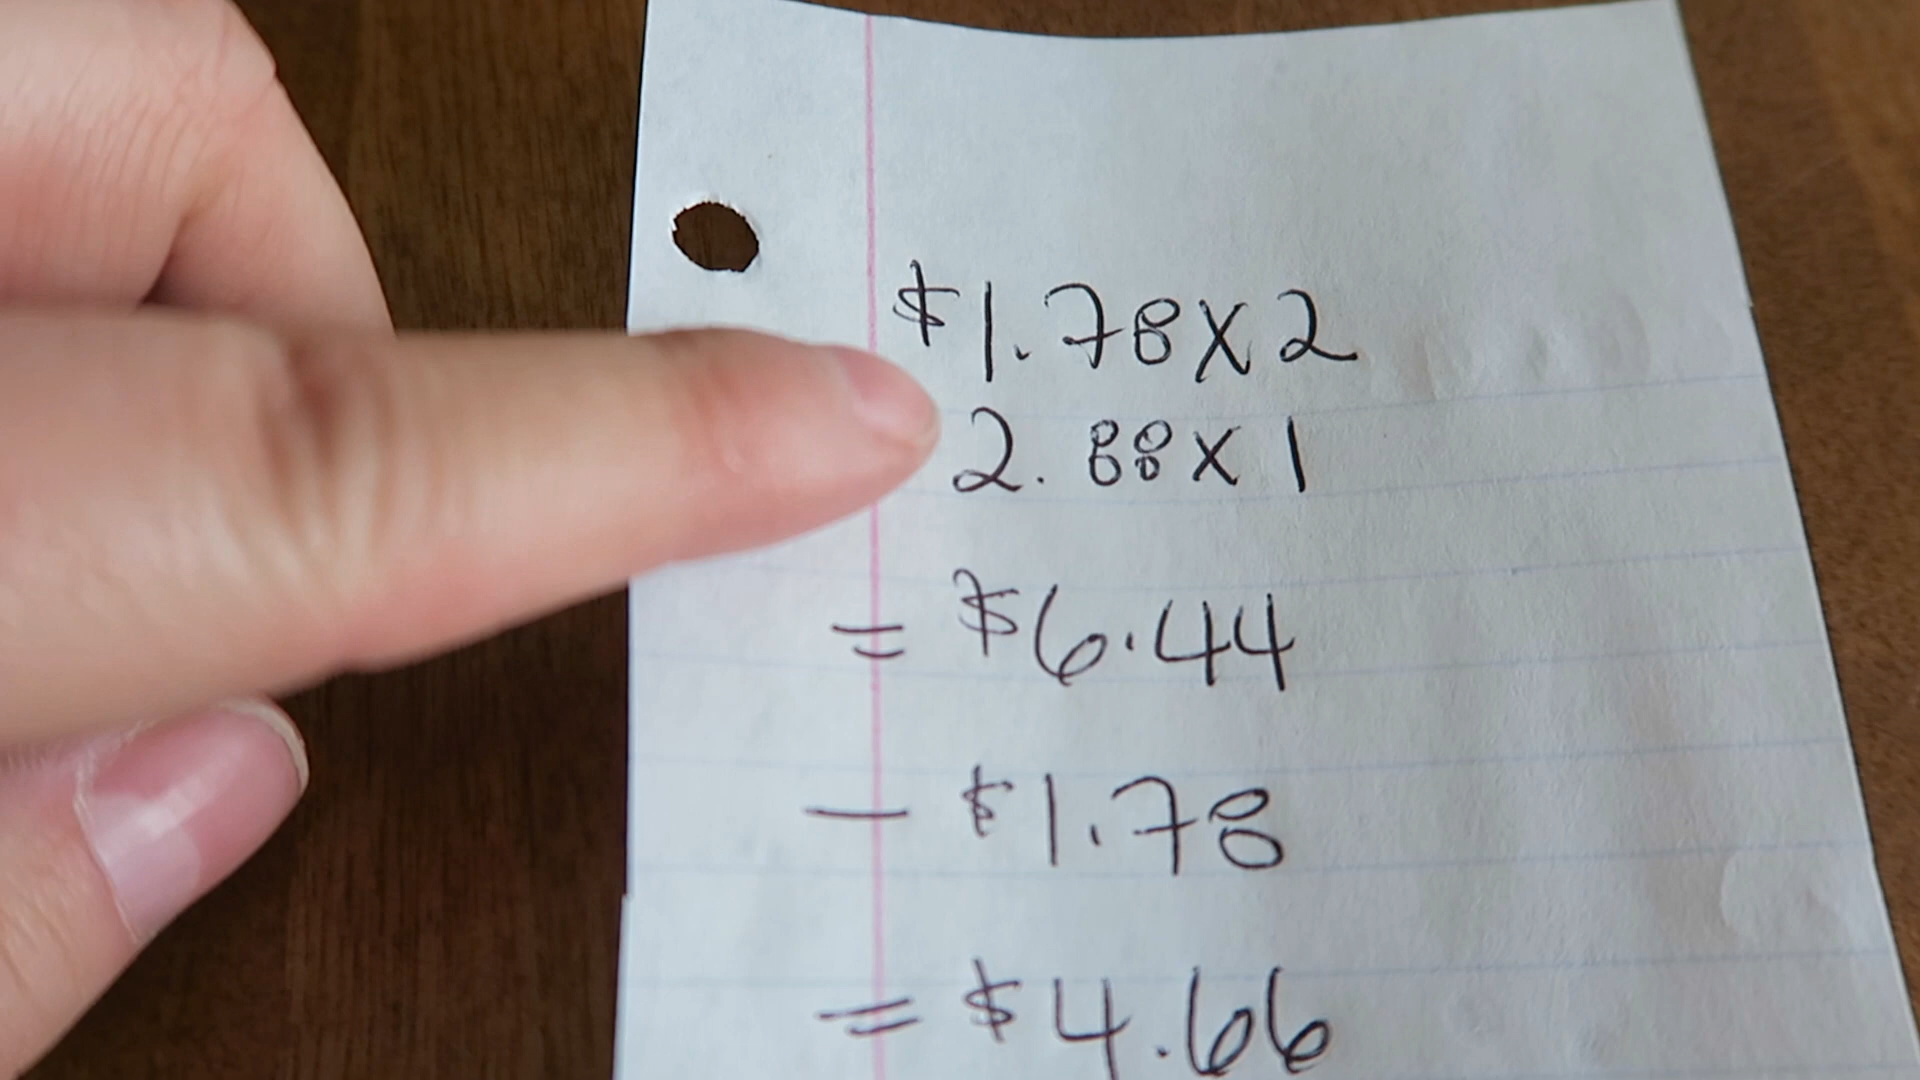 $1.78x2
2.88x1
= $6.44
- $1.78
= $4.66